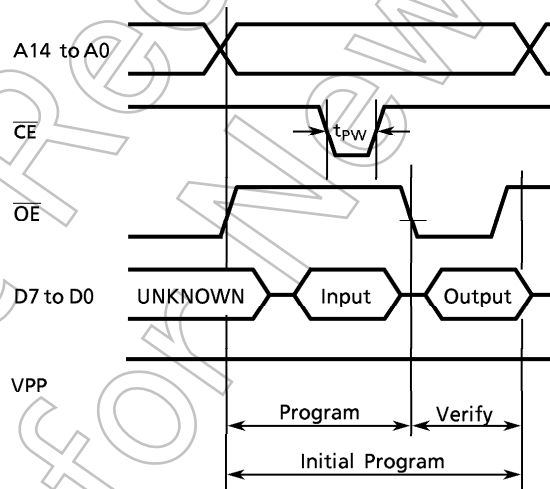 A14 to A0
CE
tPW
OE
D7 to D0
UNKNOWN
Input
Output
VPP
Program
Verify
Initial Program